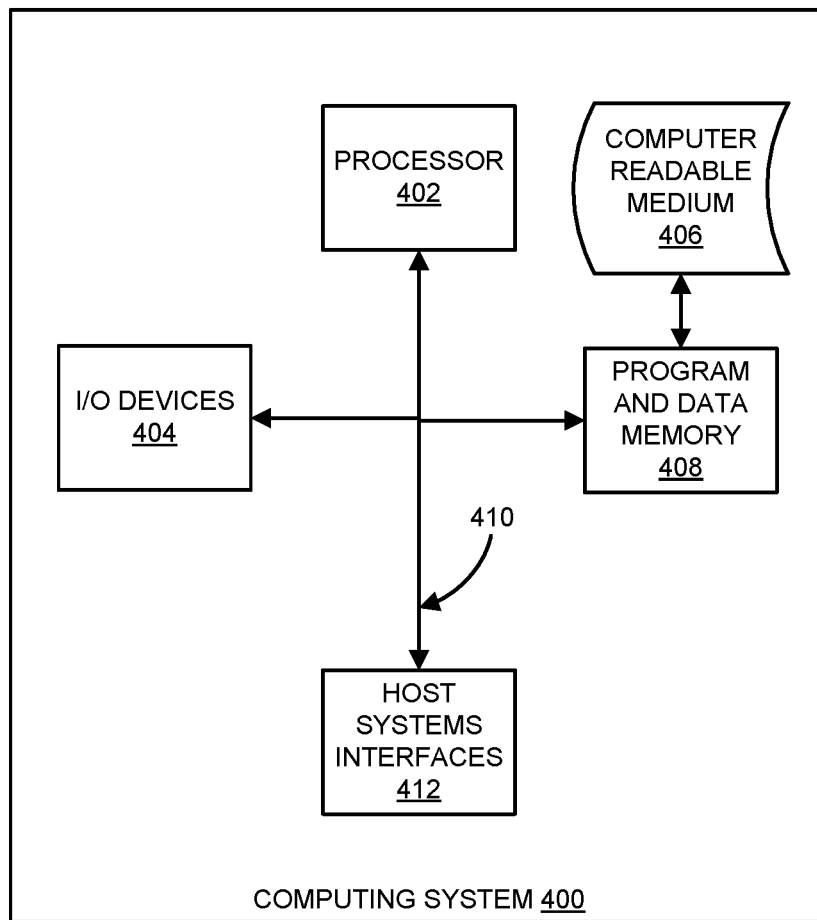 PROCESSOR
402
COMPUTER
READABLE
MEDIUM
406
I/O DEVICES
404
PROGRAM
AND DATA
MEMORY
408
410
HOST
SYSTEMS
INTERFACES
412
COMPUTING SYSTEM 400